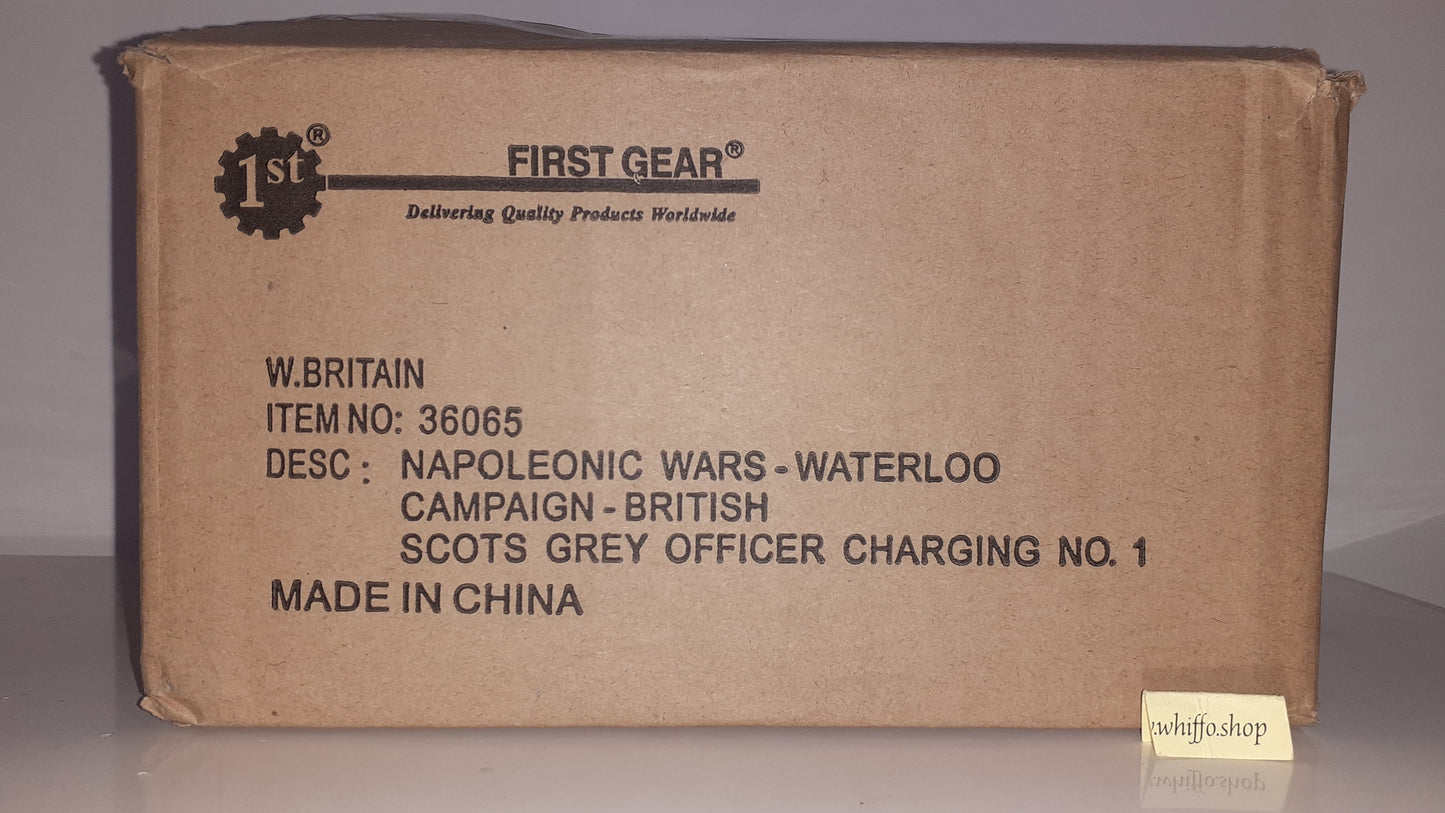 1st®
FIRST GEAR®
Delivering Quality Products Worldwide
W.BRITAIN
ITEM NO: 36065
DESC: NAPOLEONIC WARS-WATERLOO
CAMPAIGN-BRITISH
SCOTS GREY OFFICER CHARGING NO. 1
MADE IN CHINA
.whiffo.shop